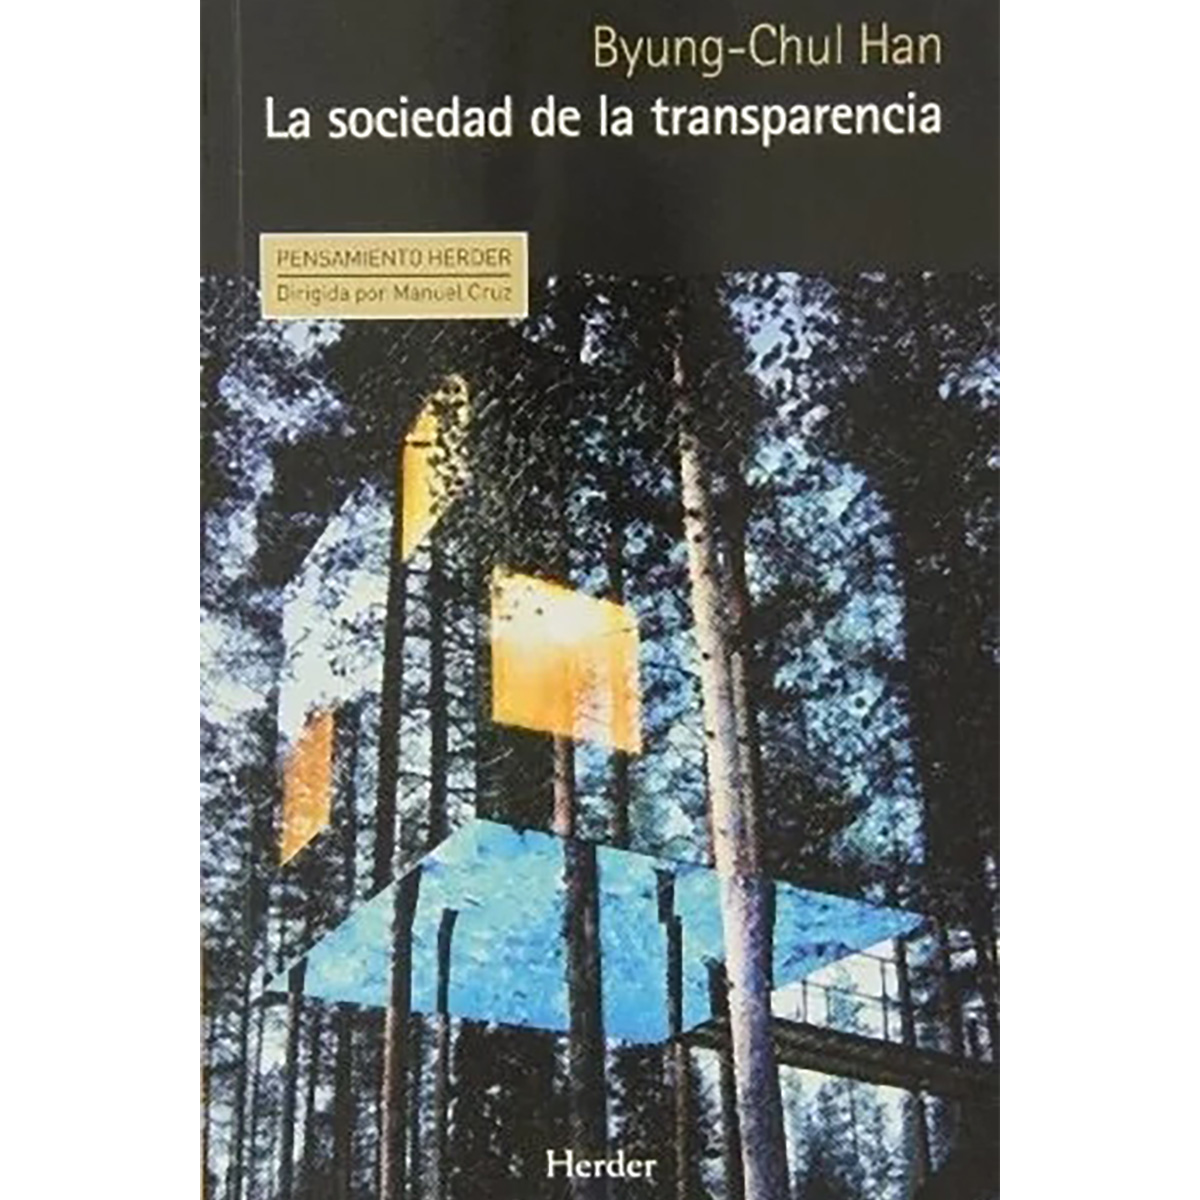 Byung-Chul Han
La sociedad de la transparencia
PENSAMIENTO HERDER
Dirigida por Manuel Cruz
Herder